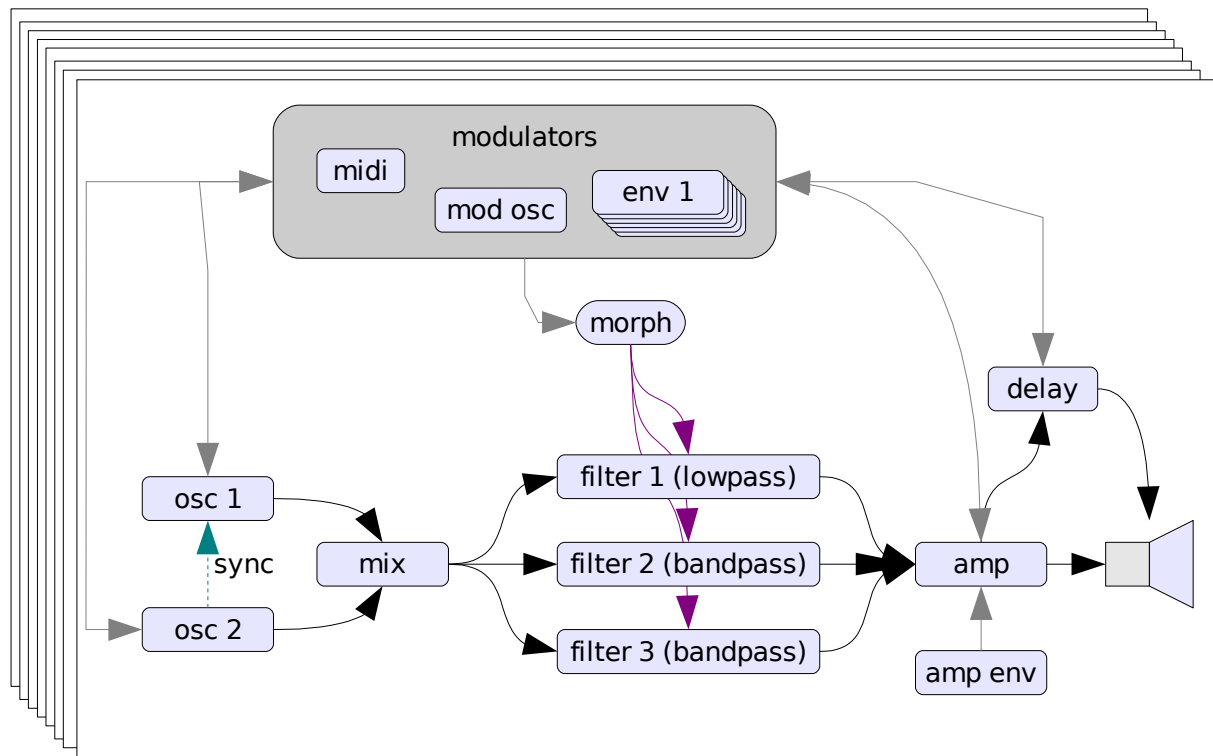 modulators
midi
mod osc
env 1
morph
delay
osc 1
sync
osc 2
mix
filter 1 (lowpass)
filter 2 (bandpass)
filter 3 (bandpass)
amp
amp env